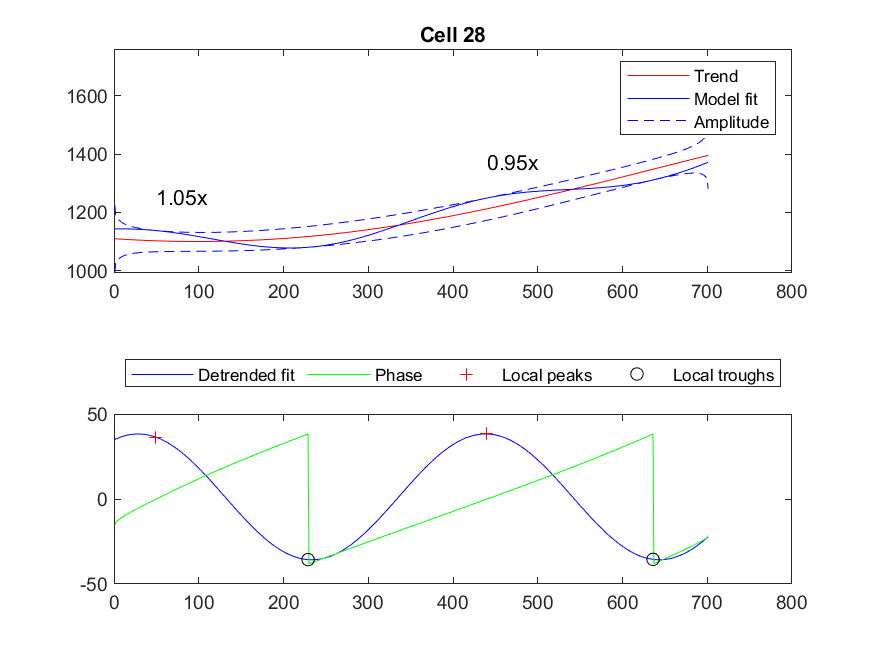 Cell 28
1600
1400
1200
1000
0 100 200 300 400 500 600 700 800
Trend
Model fit
Amplitude
1.05x
0.95x
Detrended fit Phase Local peaks Local troughs
50
0
-50
0 100 200 300 400 500 600 700 800